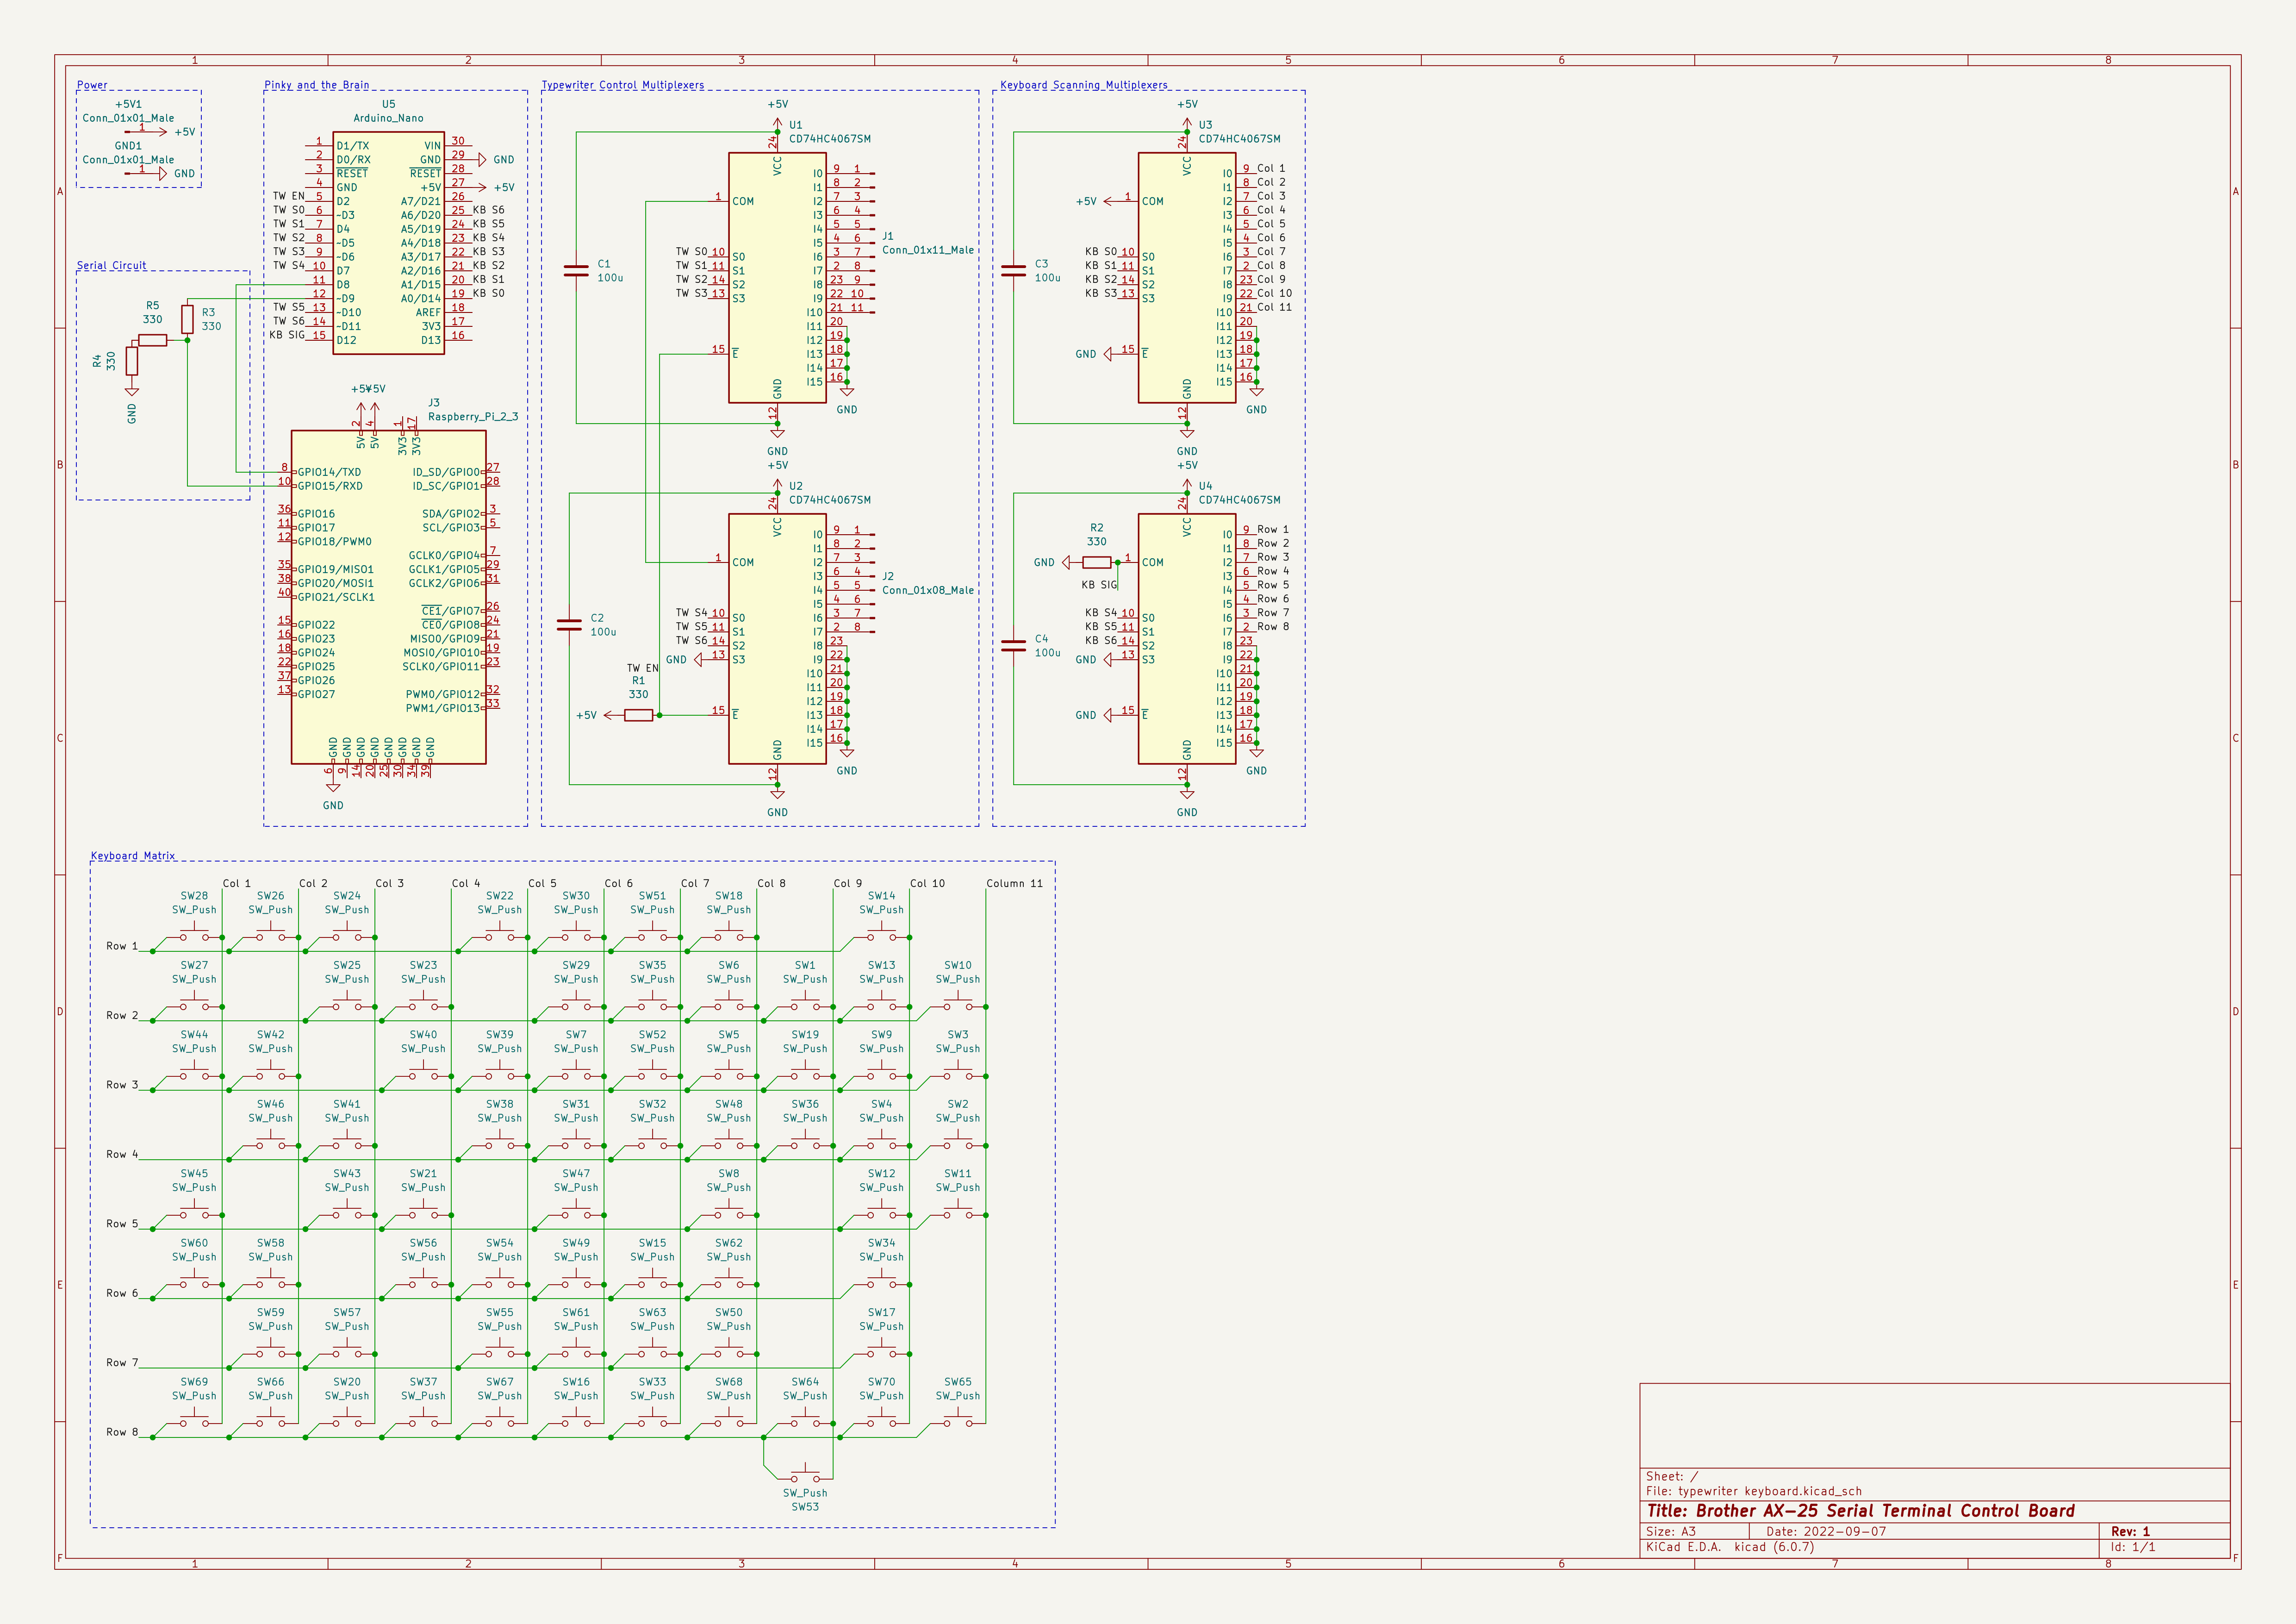 1 2 3 4 5 6 7 8
A B C D E F
A B C D E F
1 2 3 4 5 6 7 8
Power
+5V1
Conn_01x01_Male
1 +5V
GND1
Conn_01x01_Male
1 GND
Serial Circuit
R5
330
R3
330
R4
330
GND
Pinky and the Brain
U5
Arduino_Nano
1 D1/TX VIN 30
2 D0/RX GND 29 GND
3 RESET RESET 28
4 GND +5V 27 +5V
TW EN 5 D2 A7/D21 26
TW S0 6 ~D3 A6/D20 25 KB S6
TW S1 7 D4 A5/D19 24 KB S5
TW S2 8 ~D5 A4/D18 23 KB S4
TW S3 9 ~D6 A3/D17 22 KB S3
TW S4 10 D7 A2/D16 21 KB S2
11 D8 A1/D15 20 KB S1
12 ~D9 A0/D14 19 KB S0
TW S5 13 ~D10 AREF 18
TW S6 14 ~D11 3V3 17
KB SIG 15 D12 D13 16
+5V +5V
J3
Raspberry_Pi_2_3
2 4 1 17
5V 5V 3V3 3V3
8 GPIO14/TXD ID_SD/GPIO0 27
10 GPIO15/RXD ID_SC/GPIO1 28
36 GPIO16 SDA/GPIO2 3
11 GPIO17 SCL/GPIO3 5
12 GPIO18/PWM0
GCLK0/GPIO4 7
35 GPIO19/MISO1 GCLK1/GPIO5 29
38 GPIO20/MOSI1 GCLK2/GPIO6 31
40 GPIO21/SCLK1
CE1/GPIO7 26
15 GPIO22 CE0/GPIO8 24
16 GPIO23 MISO0/GPIO9 21
18 GPIO24 MOSI0/GPIO10 19
22 GPIO25 SCLK0/GPIO11 23
37 GPIO26
13 GPIO27 PWM0/GPIO12 32
PWM1/GPIO13 33
GND GND GND GND GND GND GND GND
6 9 14 20 25 30 34 39
GND
Typewriter Control Multiplexers
+5V
U1
CD74HC4067SM
24
VCC
I0 9 1
I1 8 2
1 COM I2 7 3
I3 6 4
I4 5 5
I5 4 6
J1
Conn_01x11_Male
TW S0 10 S0 I6 3 7
TW S1 11 S1 I7 2 8
TW S2 14 S2 I8 23 9
TW S3 13 S3 I9 22 10
I10 21 11
I11 20
I12 19
15 E I13 18
I14 17
I15 16
GND
12
GND
GND
C1
100u
+5V
U2
CD74HC4067SM
24
VCC
I0 9 1
I1 8 2
1 COM I2 7 3
I3 6 4
I4 5 5
I5 4 6
J2
Conn_01x08_Male
TW S4 10 S0 I6 3 7
TW S5 11 S1 I7 2 8
TW S6 14 S2 I8 23
GND 13 S3 I9 22
I10 21
I11 20
I12 19
15 E I13 18
I14 17
I15 16
GND
12
GND
GND
C2
100u
TW EN
R1
330
+5V
Keyboard Scanning Multiplexers
+5V
U3
CD74HC4067SM
24
VCC
I0 9 Col 1
I1 8 Col 2
+5V 1 COM I2 7 Col 3
I3 6 Col 4
I4 5 Col 5
I5 4 Col 6
KB S0 10 S0 I6 3 Col 7
KB S1 11 S1 I7 2 Col 8
KB S2 14 S2 I8 23 Col 9
KB S3 13 S3 I9 22 Col 10
I10 21 Col 11
I11 20
I12 19
GND 15 E I13 18
I14 17
I15 16
GND
12
GND
GND
C3
100u
+5V
U4
CD74HC4067SM
24
VCC
R2
330
I0 9 Row 1
I1 8 Row 2
GND 1 COM I2 7 Row 3
I3 6 Row 4
KB SIG I4 5 Row 5
I5 4 Row 6
KB S4 10 S0 I6 3 Row 7
KB S5 11 S1 I7 2 Row 8
KB S6 14 S2 I8 23
GND 13 S3 I9 22
I10 21
I11 20
I12 19
GND 15 E I13 18
I14 17
I15 16
GND
12
GND
GND
C4
100u
Keyboard Matrix
Col 1 Col 2 Col 3 Col 4 Col 5 Col 6 Col 7 Col 8 Col 9 Col 10 Column 11
SW28 SW26 SW24 SW22 SW30 SW51 SW18 SW14
SW_Push SW_Push SW_Push SW_Push SW_Push SW_Push SW_Push SW_Push
Row 1
SW27 SW25 SW23 SW29 SW35 SW6 SW1 SW13 SW10
SW_Push SW_Push SW_Push SW_Push SW_Push SW_Push SW_Push SW_Push SW_Push
Row 2
SW44 SW42 SW40 SW39 SW7 SW52 SW5 SW19 SW9 SW3
SW_Push SW_Push SW_Push SW_Push SW_Push SW_Push SW_Push SW_Push SW_Push SW_Push
Row 3
SW46 SW41 SW38 SW31 SW32 SW48 SW36 SW4 SW2
SW_Push SW_Push SW_Push SW_Push SW_Push SW_Push SW_Push SW_Push SW_Push
Row 4
SW45 SW43 SW21 SW47 SW8 SW12 SW11
SW_Push SW_Push SW_Push SW_Push SW_Push SW_Push SW_Push
Row 5
SW60 SW58 SW56 SW54 SW49 SW15 SW62 SW34
SW_Push SW_Push SW_Push SW_Push SW_Push SW_Push SW_Push SW_Push
Row 6
SW59 SW57 SW55 SW61 SW63 SW50 SW17
SW_Push SW_Push SW_Push SW_Push SW_Push SW_Push SW_Push
Row 7
SW69 SW66 SW20 SW37 SW67 SW16 SW33 SW68 SW64 SW70 SW65
SW_Push SW_Push SW_Push SW_Push SW_Push SW_Push SW_Push SW_Push SW_Push SW_Push SW_Push
Row 8
SW_Push
SW53
Sheet: /
File: typewriter keyboard.kicad_sch
Title: Brother AX-25 Serial Terminal Control Board
Size: A3 Date: 2022-09-07 Rev: 1
KiCad E.D.A. kicad (6.0.7) Id: 1/1